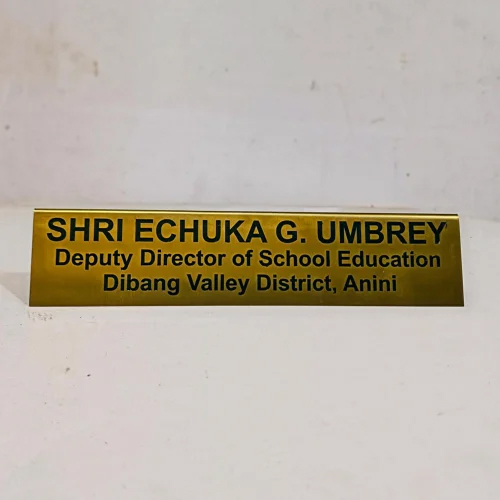 SHRI ECHUKA G. UMBREY
Deputy Director of School Education
Dibang Valley District, Anini